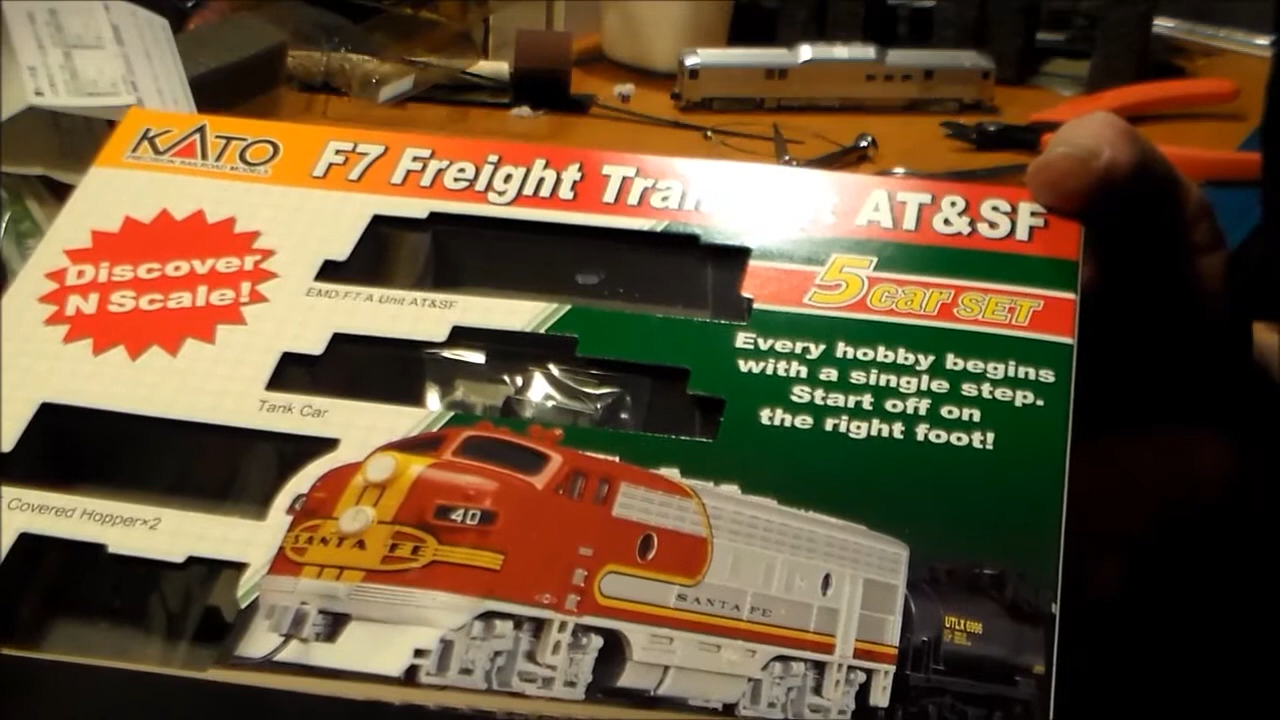 KATO
PRECISION RAILROAD MODELS
F7 Freight AT&SF
5 car SET
Discover
N Scale!
EMD F7 A Unit AT&SF
Every hobby begins
with a single step.
Start off on
the right foot!
Tank Car
Covered Hopper×2
40
SANTA FE
SANTA FE
UTLX 6996